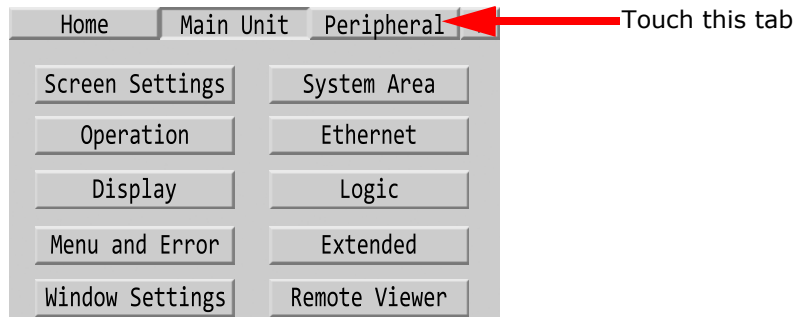 Home Main Unit Peripheral Touch this tab
Screen Settings System Area
Operation Ethernet
Display Logic
Menu and Error Extended
Window Settings Remote Viewer